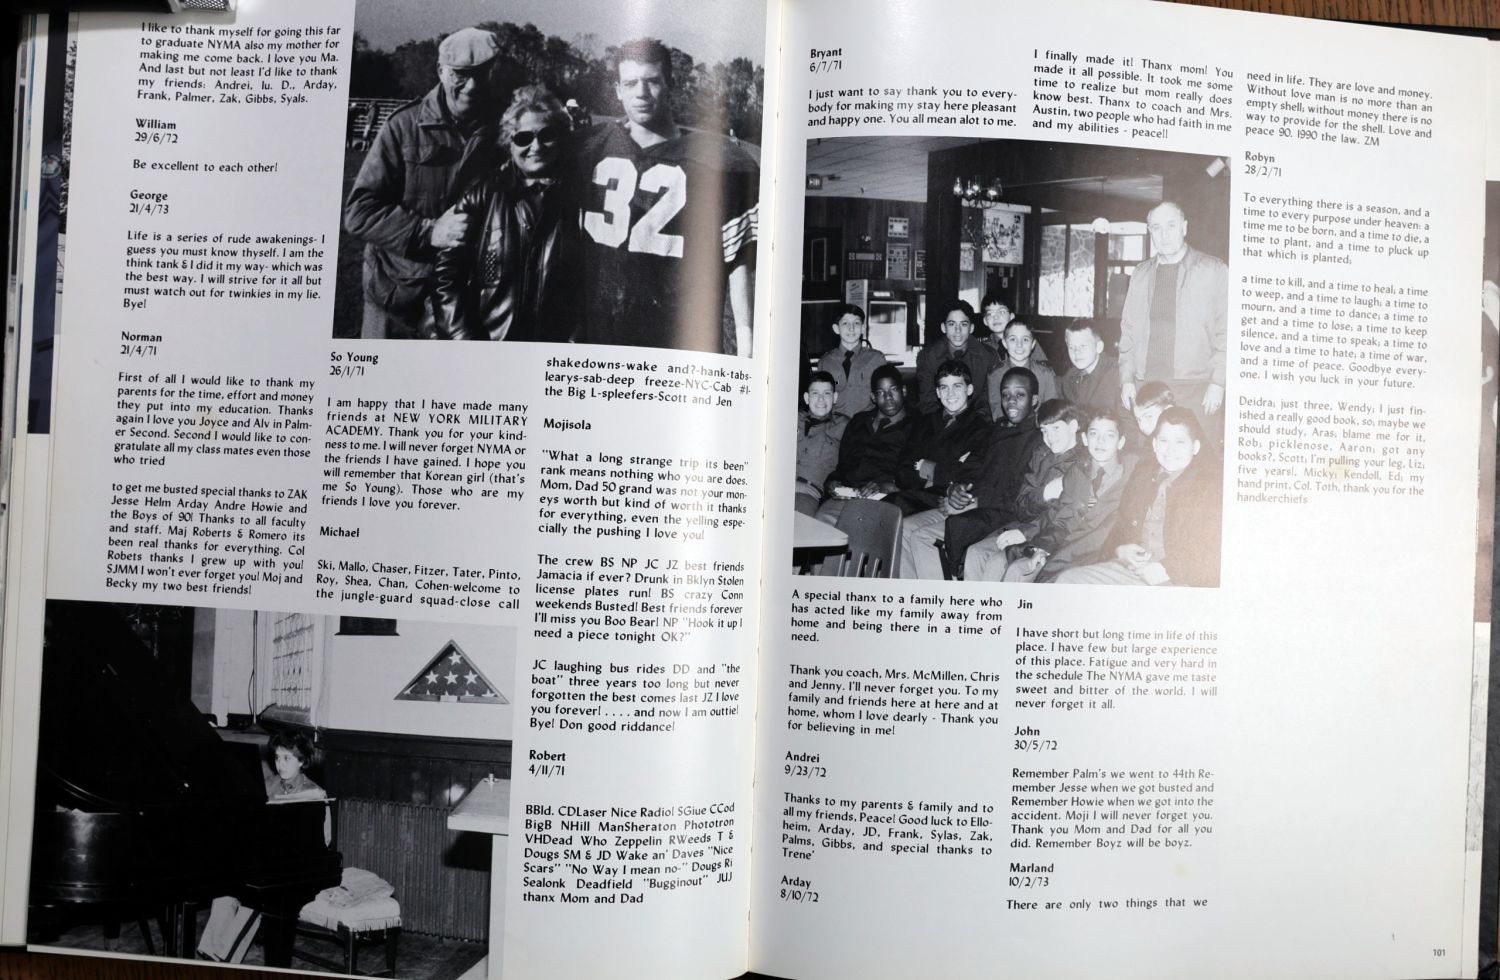 I like to thank myself for going this far
to graduate NYMA also my mother for
making me come back. I love you Ma.
And last but not least I'd like to thank
my friends: Andrei, Iu. D., Arday,
Frank, Palmer, Zak, Gibbs, Syals.
William
29/6/72
Be excellent to each other!
George
21/4/73
Life is a series of rude awakenings- I
guess you must know thyself. I am the
think tank & I did it my way- which was
the best way. I will strive for it all but
must watch out for twinkies in my lie.
Bye!
Norman
21/4/71
First of all I would like to thank my
parents for the time, effort and money
they put into my education. Thanks
again I love you Joyce and Alv in Palm-
er Second. Second I would like to con-
gratulate all my class mates even those
who tried
to get me busted special thanks to ZAK
Jesse Helm Arday Andre Howie and
the Boys of 90! Thanks to all faculty
and staff. Maj Roberts & Romero its
been real thanks for everything. Col
Robets thanks I grew up with you!
SJMM I won't ever forget you! Moj and
Becky my two best friends!
32
So Young
26/1/71
I am happy that I have made many
friends at NEW YORK MILITARY
ACADEMY. Thank you for your kind-
ness to me. I will never forget NYMA or
the friends I have gained. I hope you
will remember that Korean girl (that's
me So Young). Those who are my
friends I love you forever.
Michael
Ski, Mallo, Chaser, Fitzer, Tater, Pinto,
Roy, Shea, Chan, Cohen-welcome to
the jungle-guard squad-close call
shakedowns-wake and?-hank-tabs-
learys-sab-deep freeze-NYC-Cab #1-
the Big L-spleefers-Scott and Jen
Mojisola
"What a long strange trip its been"
rank means nothing who you are does.
Mom, Dad 50 grand was not your mon-
eys worth but kind of worth it thanks
for everything, even the yelling espe-
cially the pushing I love you!
The crew BS NP JC JZ best friends
Jamacia if ever? Drunk in Bklyn Stolen
license plates run! BS crazy Conn
weekends Busted! Best friends forever
I'll miss you Boo Bear! NP "Hook it up I
need a piece tonight OK?"
JC laughing bus rides DD and "the
boat" three years too long but never
forgotten the best comes last JZ I love
you forever! . . . . and now I am outtie!
Bye! Don good riddance!
Robert
4/11/71
BBld. CDLaser Nice Radio! SGiue CCod
BigB NHill ManSheraton Phototron
VHDead Who Zeppelin RWeeds T &
Dougs SM & JD Wake an' Daves "Nice
Scars" "No Way I mean no-" Dougs Ri
Sealonk Deadfield "Bugginout" JUJ
thanx Mom and Dad
Bryant
6/7/71
I just want to say thank you to every-
body for making my stay here pleasant
and happy one. You all mean alot to me.
A special thanx to a family here who
has acted like my family away from
home and being there in a time of
need.
Thank you coach, Mrs. McMillen, Chris
and Jenny. I'll never forget you. To my
family and friends here at here and at
home, whom I love dearly - Thank you
for believing in me!
Andrei
9/23/72
Thanks to my parents & family and to
all my friends, Peace! Good luck to Ello-
heim, Arday, JD, Frank, Sylas, Zak,
Palms, Gibbs, and special thanks to
Trene'
Arday
8/10/72
I finally made it! Thanx mom! You
made it all possible. It took me some
time to realize but mom really does
know best. Thanx to coach and Mrs.
Austin, two people who had faith in me
and my abilities - peace!!
Jin
I have short but long time in life of this
place. I have few but large experience
of this place. Fatigue and very hard in
the schedule The NYMA gave me taste
sweet and bitter of the world. I will
never forget it all.
John
30/5/72
Remember Palm's we went to 44th Re-
member Jesse when we got busted and
Remember Howie when we got into the
accident. Moji I will never forget you.
Thank you Mom and Dad for all you
did. Remember Boyz will be boyz.
Marland
10/2/73
There are only two things that we
need in life. They are love and money.
Without love man is no more than an
empty shell; without money there is no
way to provide for the shell. Love and
peace 90. 1990 the law. ZM
Robyn
28/2/71
To everything there is a season, and a
time to every purpose under heaven: a
time me to be born, and a time to die, a
time to plant, and a time to pluck up
that which is planted;
a time to kill, and a time to heal; a time
to weep, and a time to laugh; a time to
mourn, and a time to dance; a time to
get and a time to lose; a time to keep
silence, and a time to speak; a time to
love and a time to hate; a time of war,
and a time of peace. Goodbye every-
one. I wish you luck in your future.
Deidra; just three. Wendy; I just fin-
ished a really good book, so; maybe we
should study, Aras; blame me for it,
Rob; picklenose, Aaron; got any
books?, Scott; I'm pulling your leg, Liz;
five years!, Micky; Kendoll, Ed; my
hand print, Col. Toth, thank you for the
handkerchiefs
101